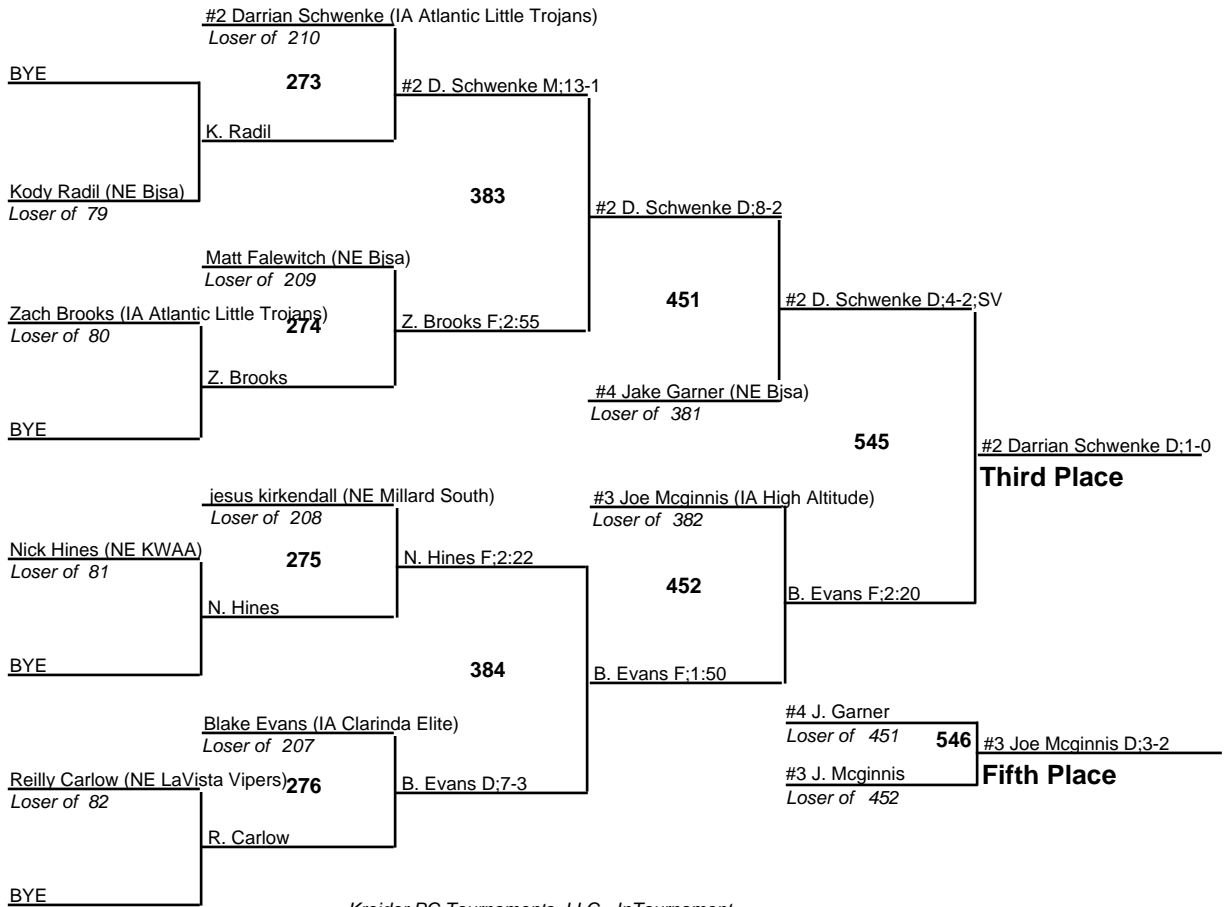 #2 Darrian Schwenke (IA Atlantic Little Trojans)
Loser of 210
BYE
273
#2 D. Schwenke M;13-1
K. Radil
Kody Radil (NE Bjsa)
Loser of 79
383
#2 D. Schwenke D;8-2
Matt Falewitch (NE Bjsa)
Loser of 209
Zach Brooks (IA Atlantic Little Trojans)
Loser of 80
274
Z. Brooks F;2:55
451
#2 D. Schwenke D;4-2;SV
Z. Brooks
#4 Jake Garner (NE Bjsa)
Loser of 381
BYE
545
#2 Darrian Schwenke D;1-0
Third Place
jesus kirkendall (NE Millard South)
Loser of 208
#3 Joe Mcginnis (IA High Altitude)
Loser of 382
Nick Hines (NE KWAA)
Loser of 81
275
N. Hines F;2:22
452
N. Hines
B. Evans F;2:20
BYE
384
B. Evans F;1:50
Blake Evans (IA Clarinda Elite)
Loser of 207
#4 J. Garner
Loser of 451
546
#3 Joe Mcginnis D;3-2
Fifth Place
Reilly Carlow (NE LaVista Vipers)
Loser of 82
276
B. Evans D;7-3
#3 J. Mcginnis
Loser of 452
R. Carlow
BYE